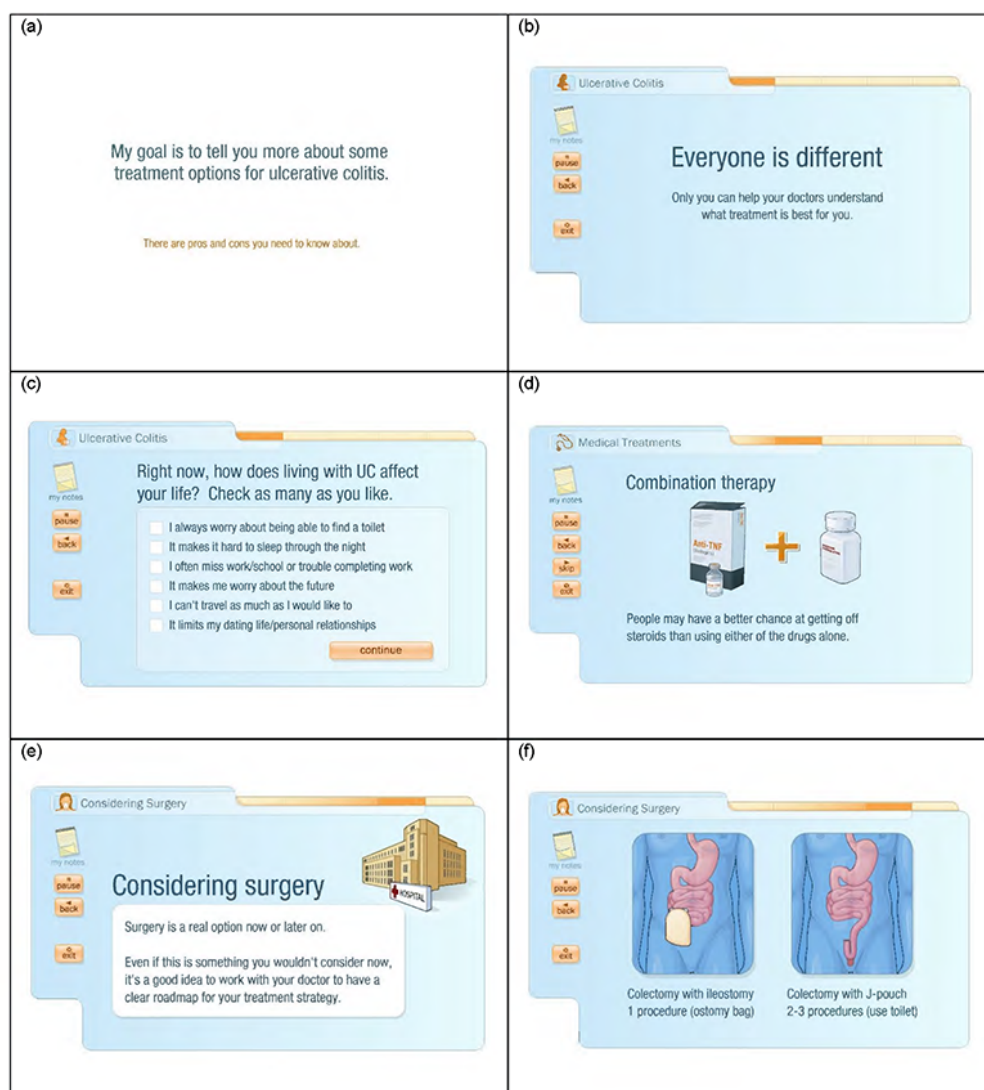 (a)
My goal is to tell you more about some
treatment options for ulcerative colitis.
There are pros and cons you need to know about.
(b)
Ulcerative Colitis
my notes
pause
back
exit
Everyone is different
Only you can help your doctors understand
what treatment is best for you.
(c)
Ulcerative Colitis
my notes
pause
back
exit
Right now, how does living with UC affect
your life? Check as many as you like.
I always worry about being able to find a toilet
It makes it hard to sleep through the night
I often miss work/school or trouble completing work
It makes me worry about the future
I can't travel as much as I would like to
It limits my dating life/personal relationships
continue
(d)
Medical Treatments
my notes
pause
back
skip
exit
Combination therapy
Anti-TNF
People may have a better chance at getting off
steroids than using either of the drugs alone.
(e)
Considering Surgery
my notes
pause
back
exit
HOSPITAL
Considering surgery
Surgery is a real option now or later on.
Even if this is something you wouldn't consider now,
it's a good idea to work with your doctor to have a
clear roadmap for your treatment strategy.
(f)
Considering Surgery
my notes
pause
back
exit
Colectomy with ileostomy
1 procedure (ostomy bag)
Colectomy with J-pouch
2-3 procedures (use toilet)